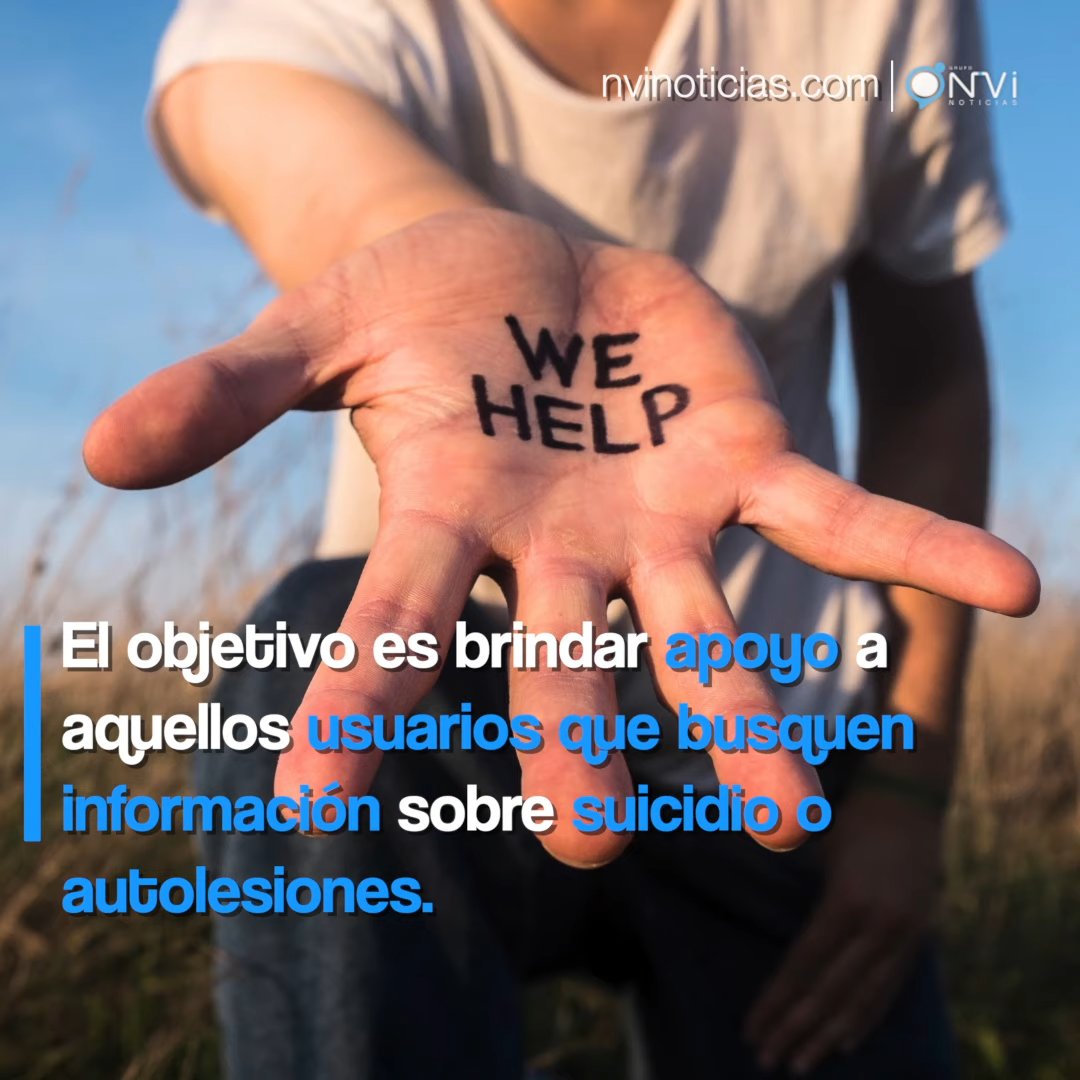 nvinoticias.com
GRUPO
NVi
NOTICIAS
WE
HELP
El objetivo es brindar apoyo a
aquellos usuarios que busquen
información sobre suicidio o
autolesiones.